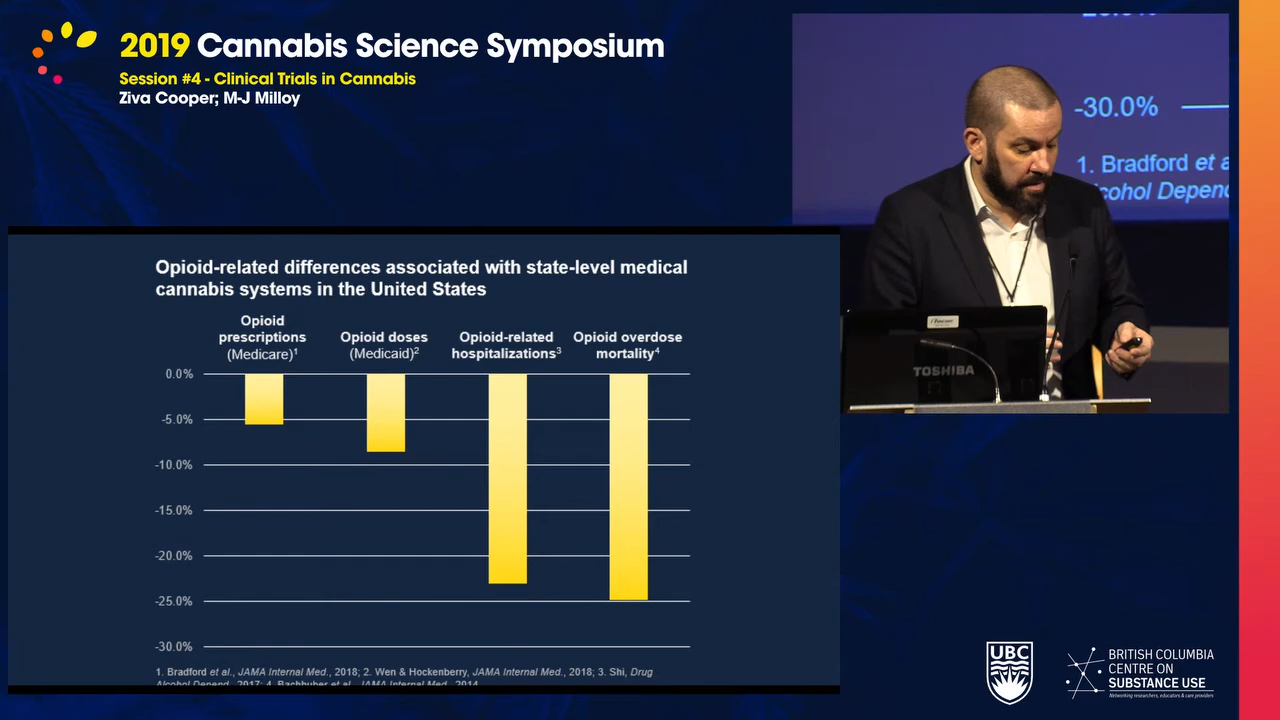 2019 Cannabis Science Symposium
Session #4 - Clinical Trials in Cannabis
Ziva Cooper; M-J Milloy
-30.0%
1. Bradford et a
cohol Depend
TOSHIBA
Opioid-related differences associated with state-level medical
cannabis systems in the United States
Opioid prescriptions (Medicare)1
Opioid doses (Medicaid)2
Opioid-related hospitalizations3
Opioid overdose mortality4
0.0%
-5.0%
-10.0%
-15.0%
-20.0%
-25.0%
-30.0%
1. Bradford et al., JAMA Internal Med., 2018; 2. Wen & Hockenberry, JAMA Internal Med., 2018; 3. Shi, Drug
Alcohol Depend., 2017; 4. Bachhuber et al., JAMA Internal Med., 2014
UBC
BRITISH COLUMBIA
CENTRE ON
SUBSTANCE USE
Networking researchers, educators & care providers